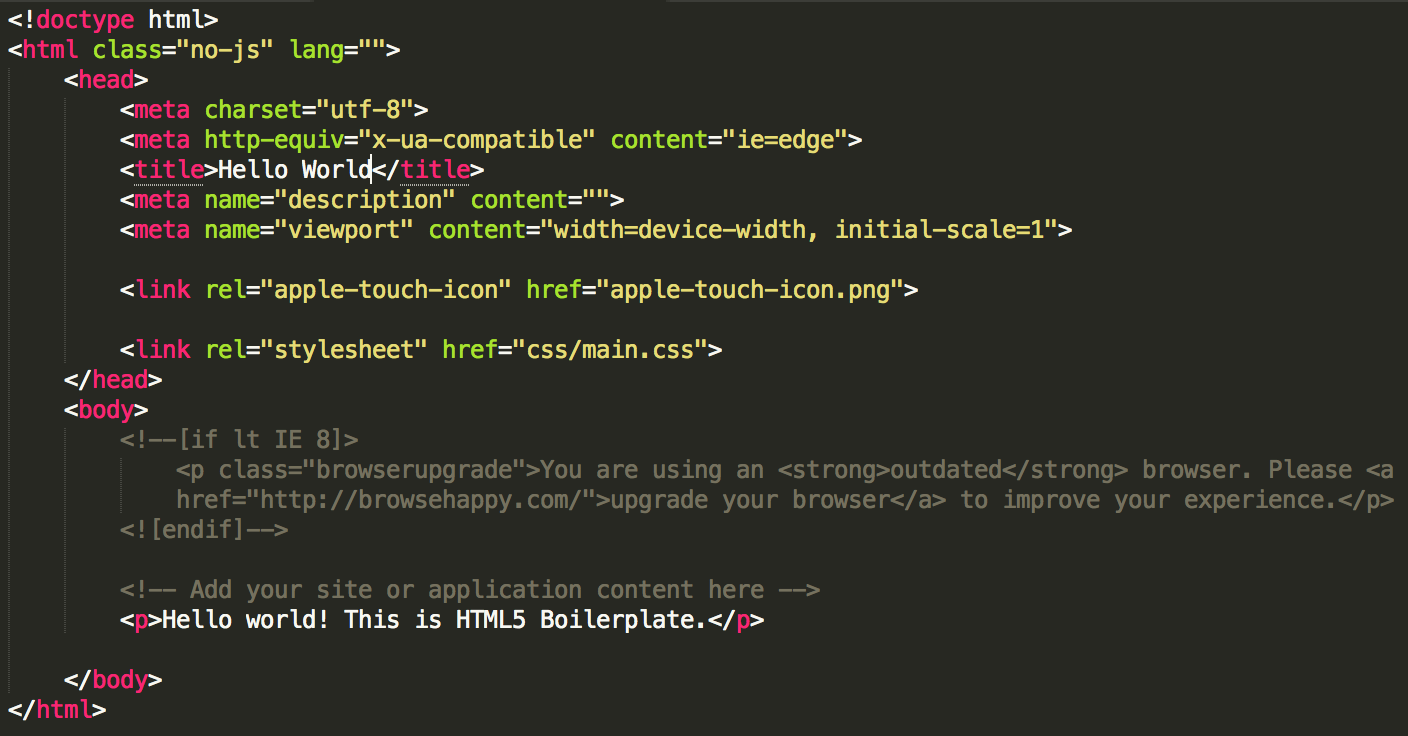 <!doctype html>
<html class="no-js" lang="">
    <head>
        <meta charset="utf-8">
        <meta http-equiv="x-ua-compatible" content="ie=edge">
        <title>Hello World</title>
        <meta name="description" content="">
        <meta name="viewport" content="width=device-width, initial-scale=1">

        <link rel="apple-touch-icon" href="apple-touch-icon.png">

        <link rel="stylesheet" href="css/main.css">
    </head>
    <body>
        <!--[if lt IE 8]>
            <p class="browserupgrade">You are using an <strong>outdated</strong> browser. Please <a
            href="http://browsehappy.com/">upgrade your browser</a> to improve your experience.</p>
        <![endif]-->

        <!-- Add your site or application content here -->
        <p>Hello world! This is HTML5 Boilerplate.</p>

    </body>
</html>